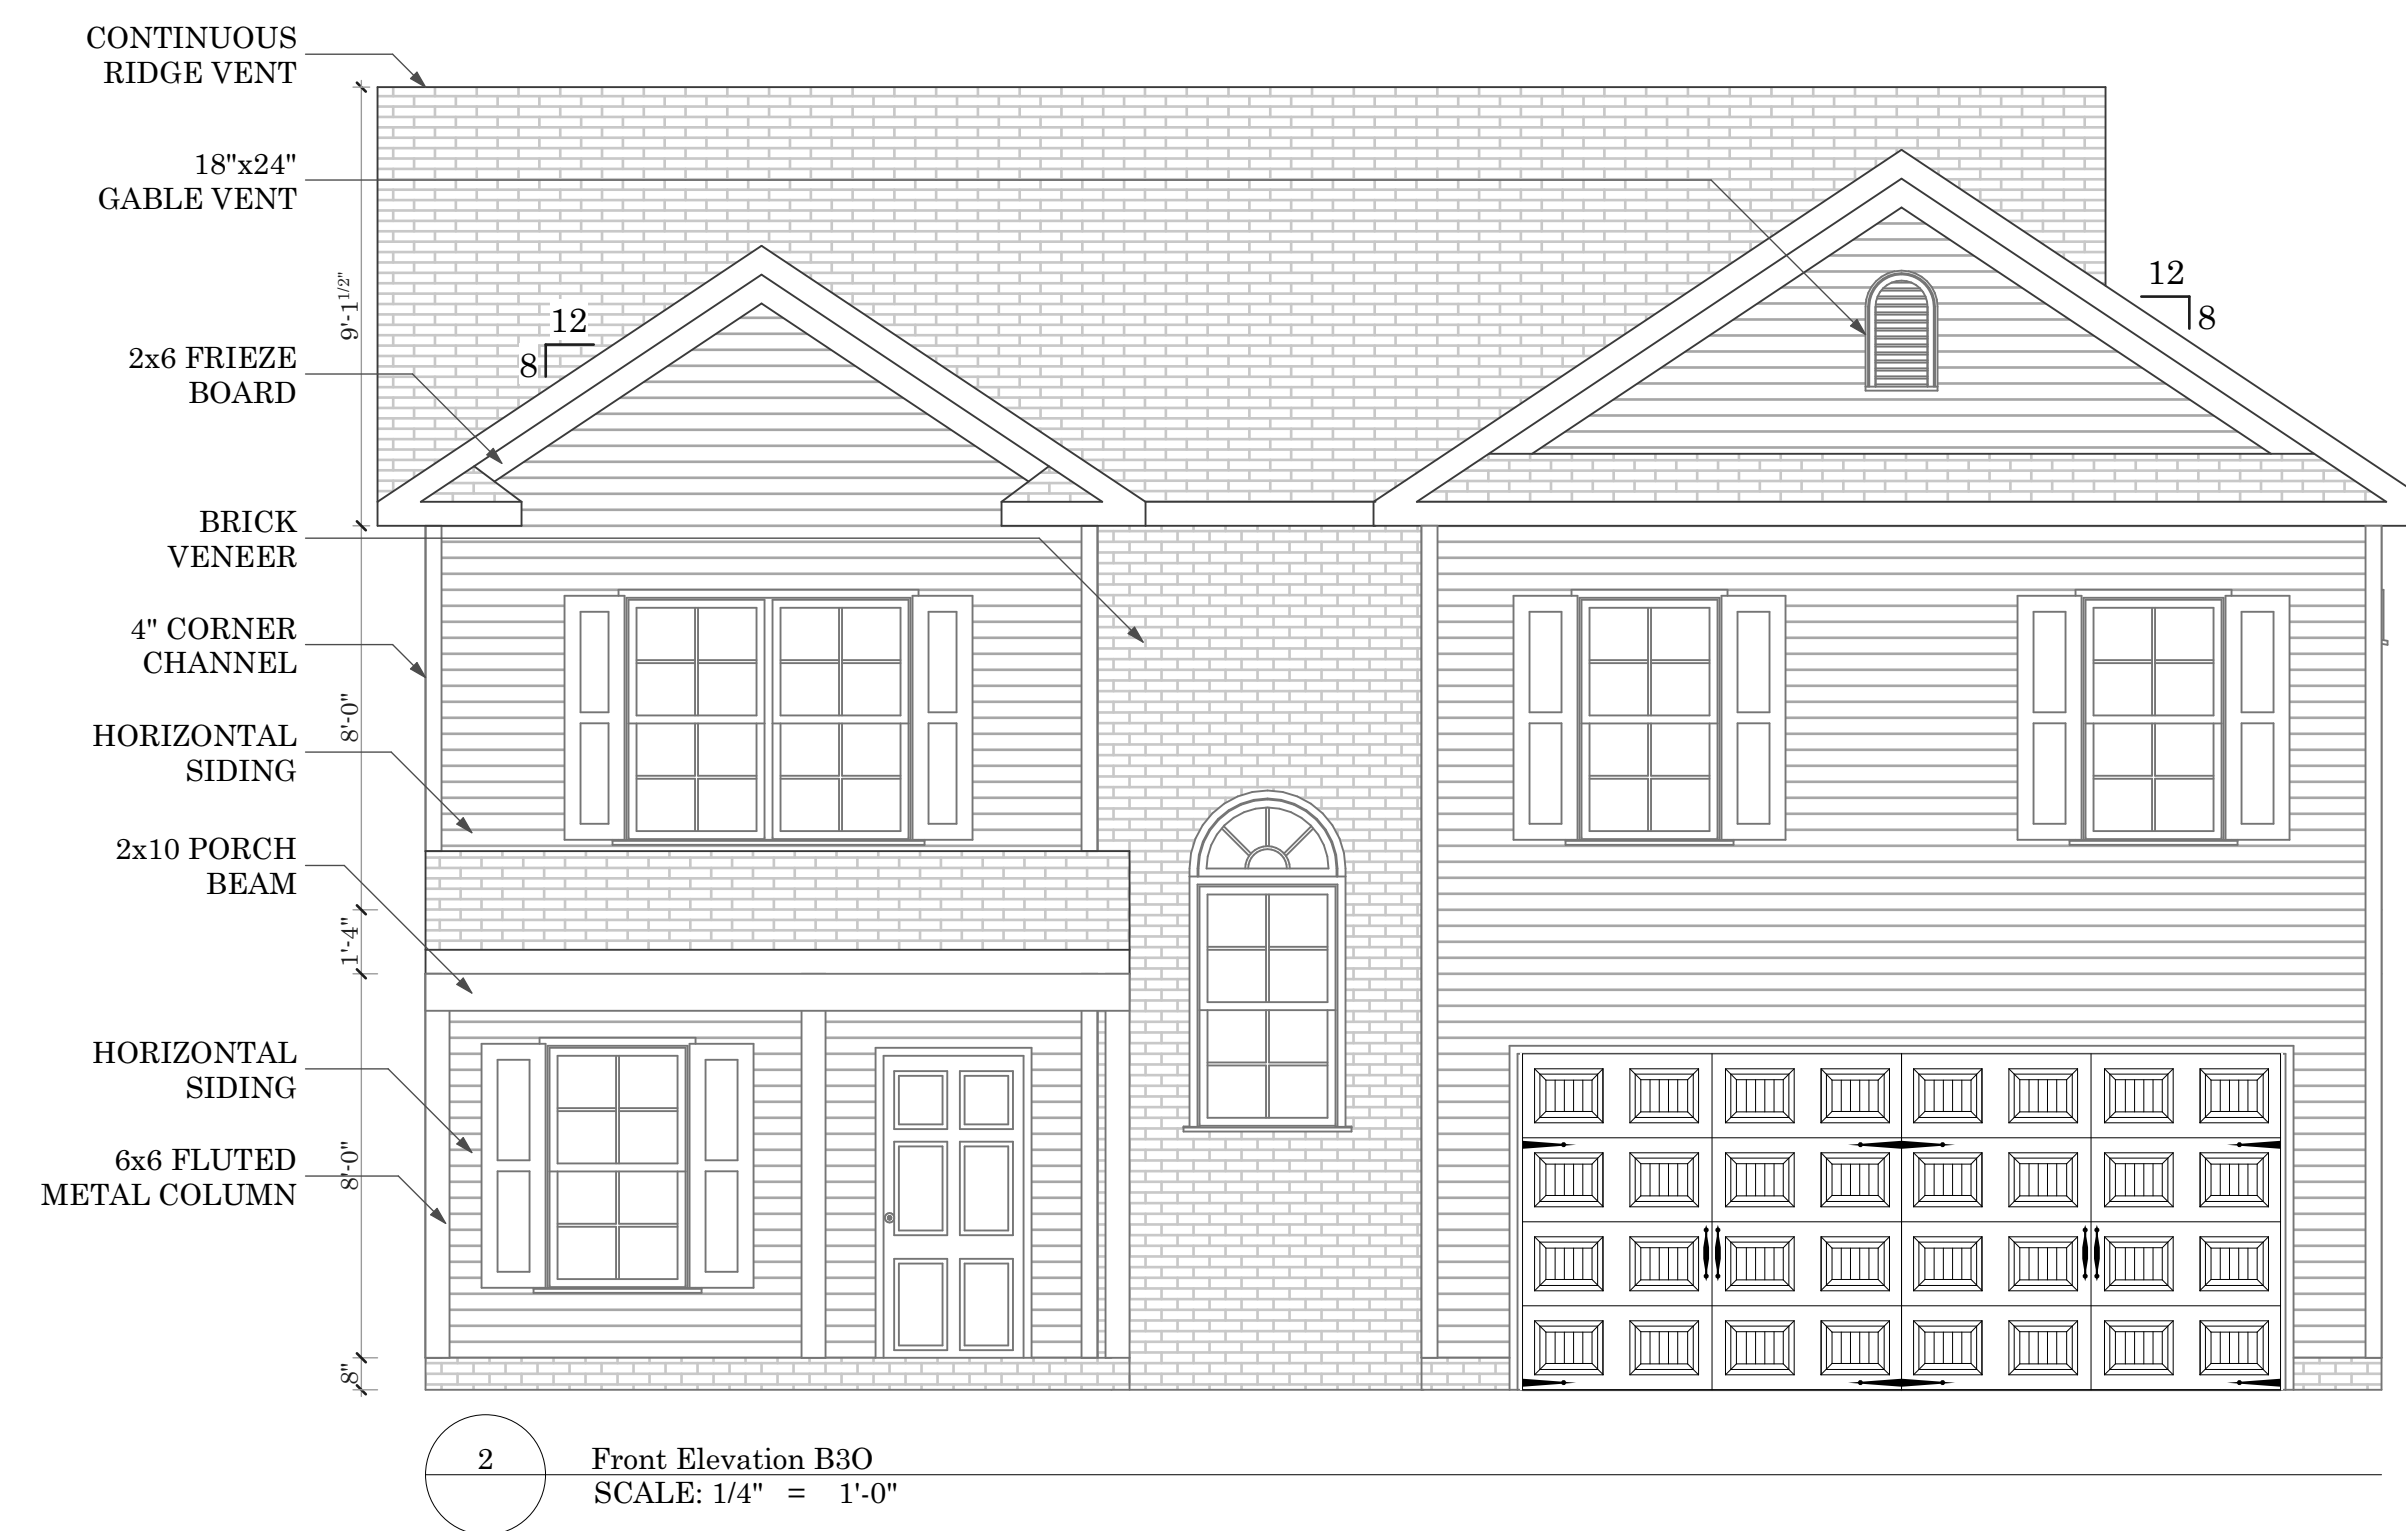 CONTINUOUS
RIDGE VENT
18"x24"
GABLE VENT
12
8
9'-1 1/2"
12
8
2x6 FRIEZE
BOARD
BRICK
VENEER
4" CORNER
CHANNEL
8'-0"
HORIZONTAL
SIDING
2x10 PORCH
BEAM
1'-4"
HORIZONTAL
SIDING
8'-0"
6x6 FLUTED
METAL COLUMN
8"
2
Front Elevation B3O
SCALE: 1/4" = 1'-0"